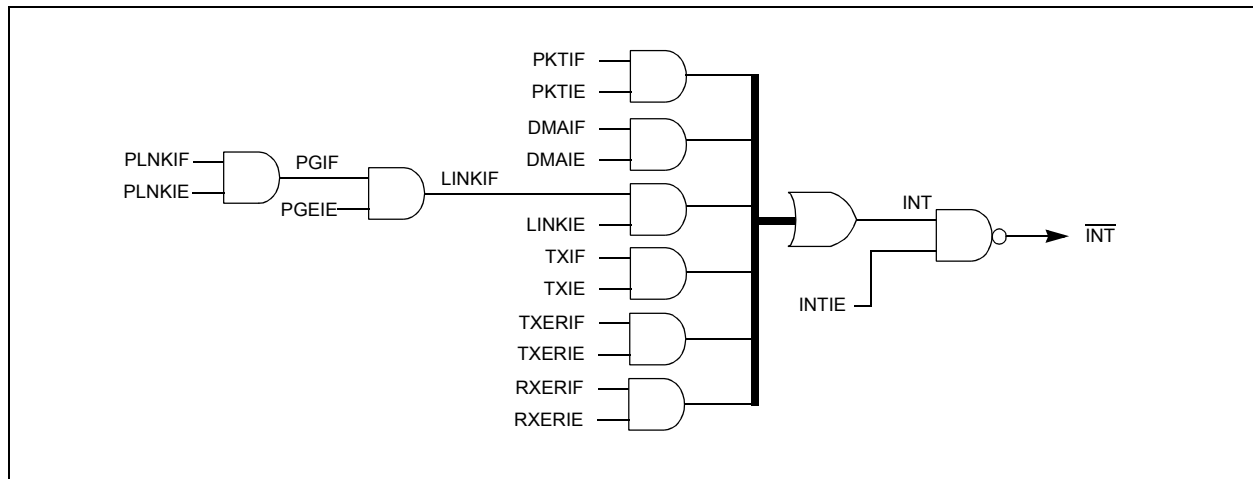 PKTIF
PKTIE
DMAIF
DMAIE
PLNKIF
PLNKIE
PGIF
PGEIE
LINKIF
LINKIE
TXIF
TXIE
TXERIF
TXERIE
RXERIF
RXERIE
INT
INTIE
INT